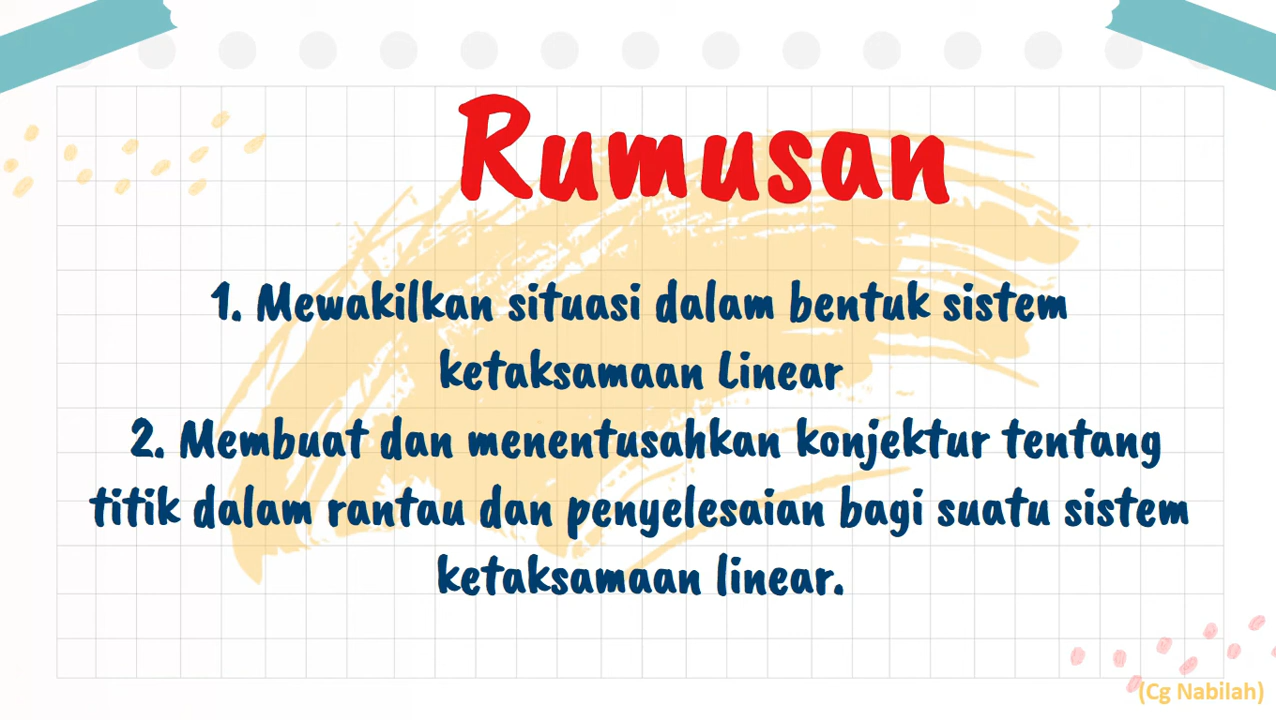 Rumusan
1. Mewakilkan situasi dalam bentuk sistem
ketaksamaan Linear
2. Membuat dan menentusahkan konjektur tentang
titik dalam rantau dan penyelesaian bagi suatu sistem
ketaksamaan linear.
(Cg Nabilah)